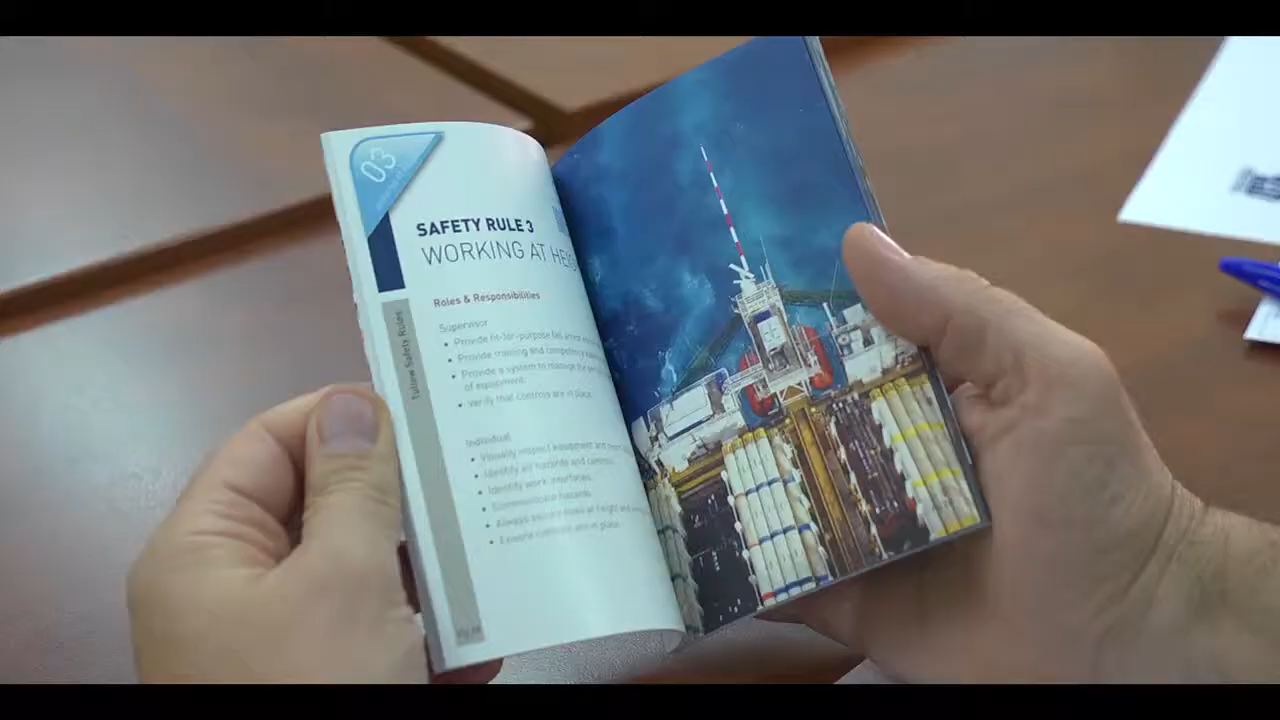 03
SAFETY RULE 3
WORKING AT HEIG
Roles & Responsibilities
Supervisor
• Provide fit-for-purpose fall arrest
• Provide training and competency
• Provide a system to manage the
of equipment.
• Verify that controls are in place.
Individual
• Visually inspect equipment and
• Identify all hazards and controls.
• Identify work interfaces.
• Communicate hazards.
• Always secure tools at height and
• Ensure controls are in place.
Tullow Safety Rules